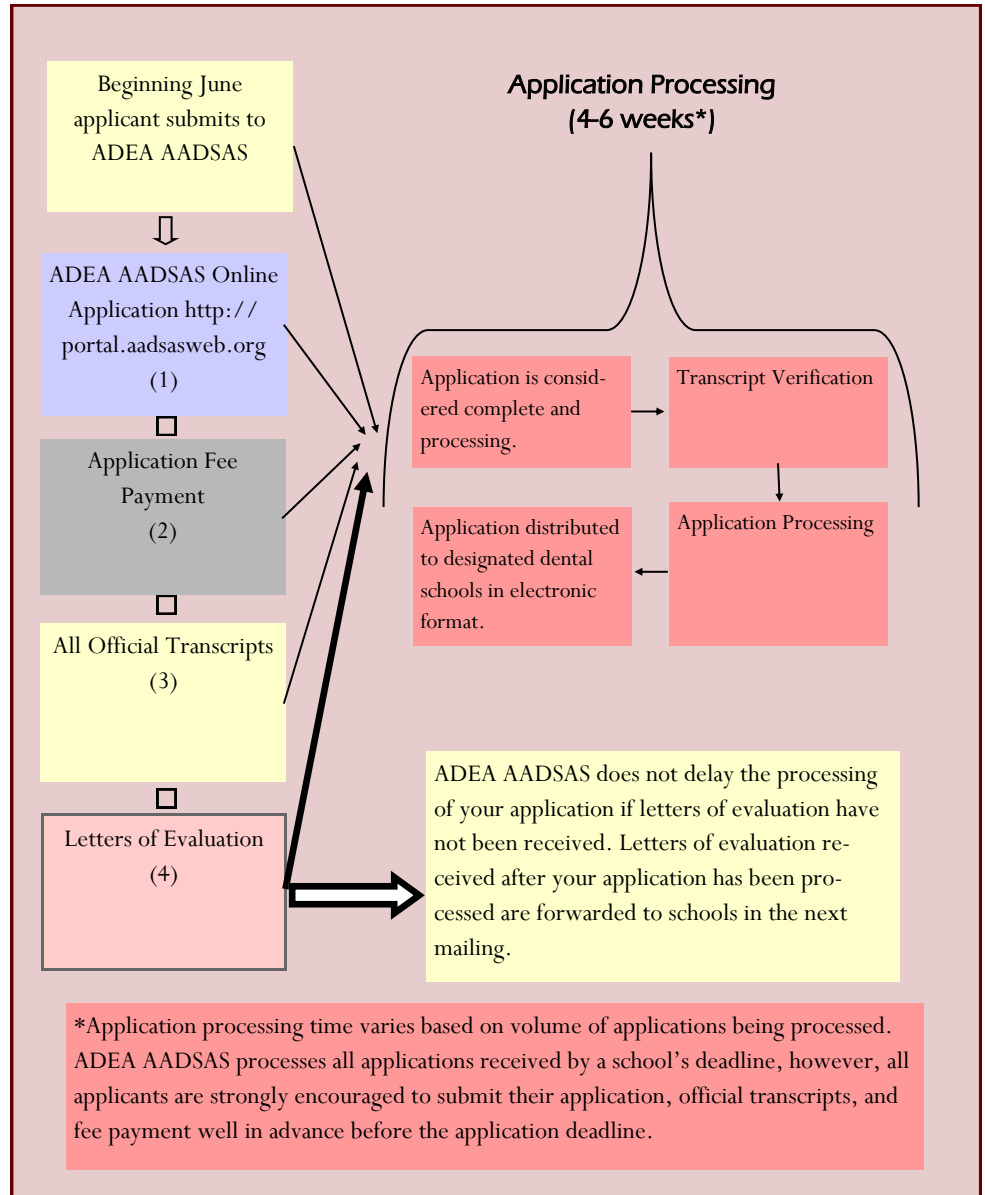 Beginning June
applicant submits to
ADEA AADSAS
ADEA AADSAS Online
Application http://
portal.aadsasweb.org
(1)
Application Fee
Payment
(2)
All Official Transcripts
(3)
Letters of Evaluation
(4)
Application Processing
(4-6 weeks*)
Application is consid-
ered complete and
processing.
Transcript Verification
Application Processing
Application distributed
to designated dental
schools in electronic
format.
ADEA AADSAS does not delay the processing
of your application if letters of evaluation have
not been received. Letters of evaluation re-
ceived after your application has been pro-
cessed are forwarded to schools in the next
mailing.
*Application processing time varies based on volume of applications being processed.
ADEA AADSAS processes all applications received by a school’s deadline, however, all
applicants are strongly encouraged to submit their application, official transcripts, and
fee payment well in advance before the application deadline.